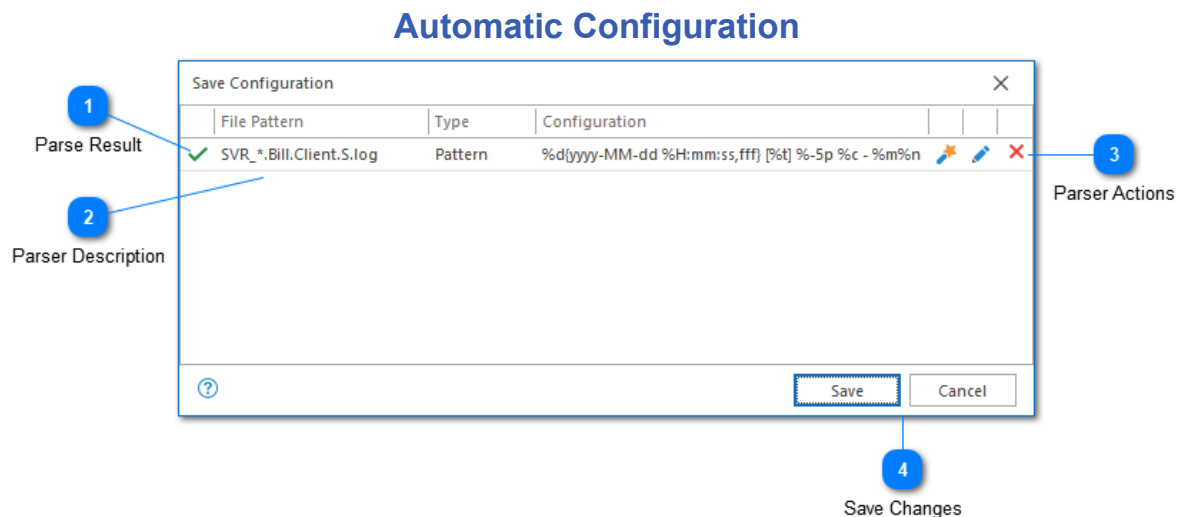 Automatic Configuration
Save Configuration
File Pattern Type Configuration
SVR_*.Bill.Client.S.log Pattern %d{yyyy-MM-dd %H:mm:ss,fff} [%t] %-5p %c - %m%n
1
Parse Result
2
Parser Description
3
Parser Actions
?
Save Cancel
4
Save Changes